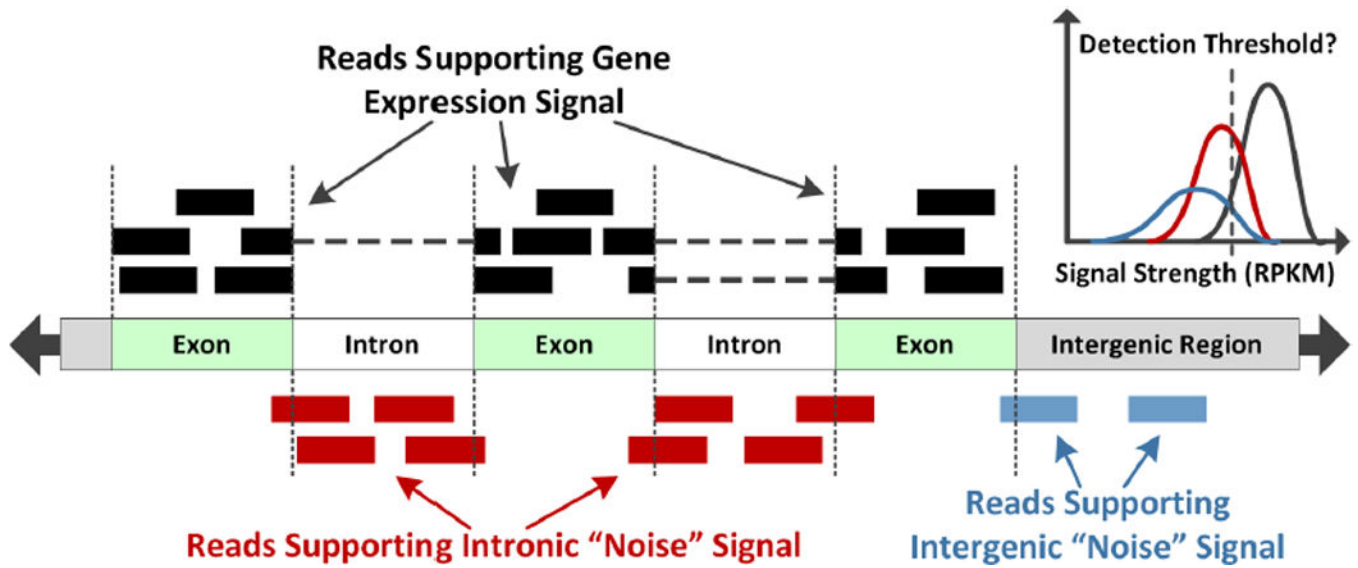 Reads Supporting Gene
Expression Signal
Detection Threshold?
Signal Strength (RPKM)
Exon
Intron
Exon
Intron
Exon
Intergenic Region
Reads Supporting Intronic “Noise” Signal
Reads Supporting
Intergenic “Noise” Signal